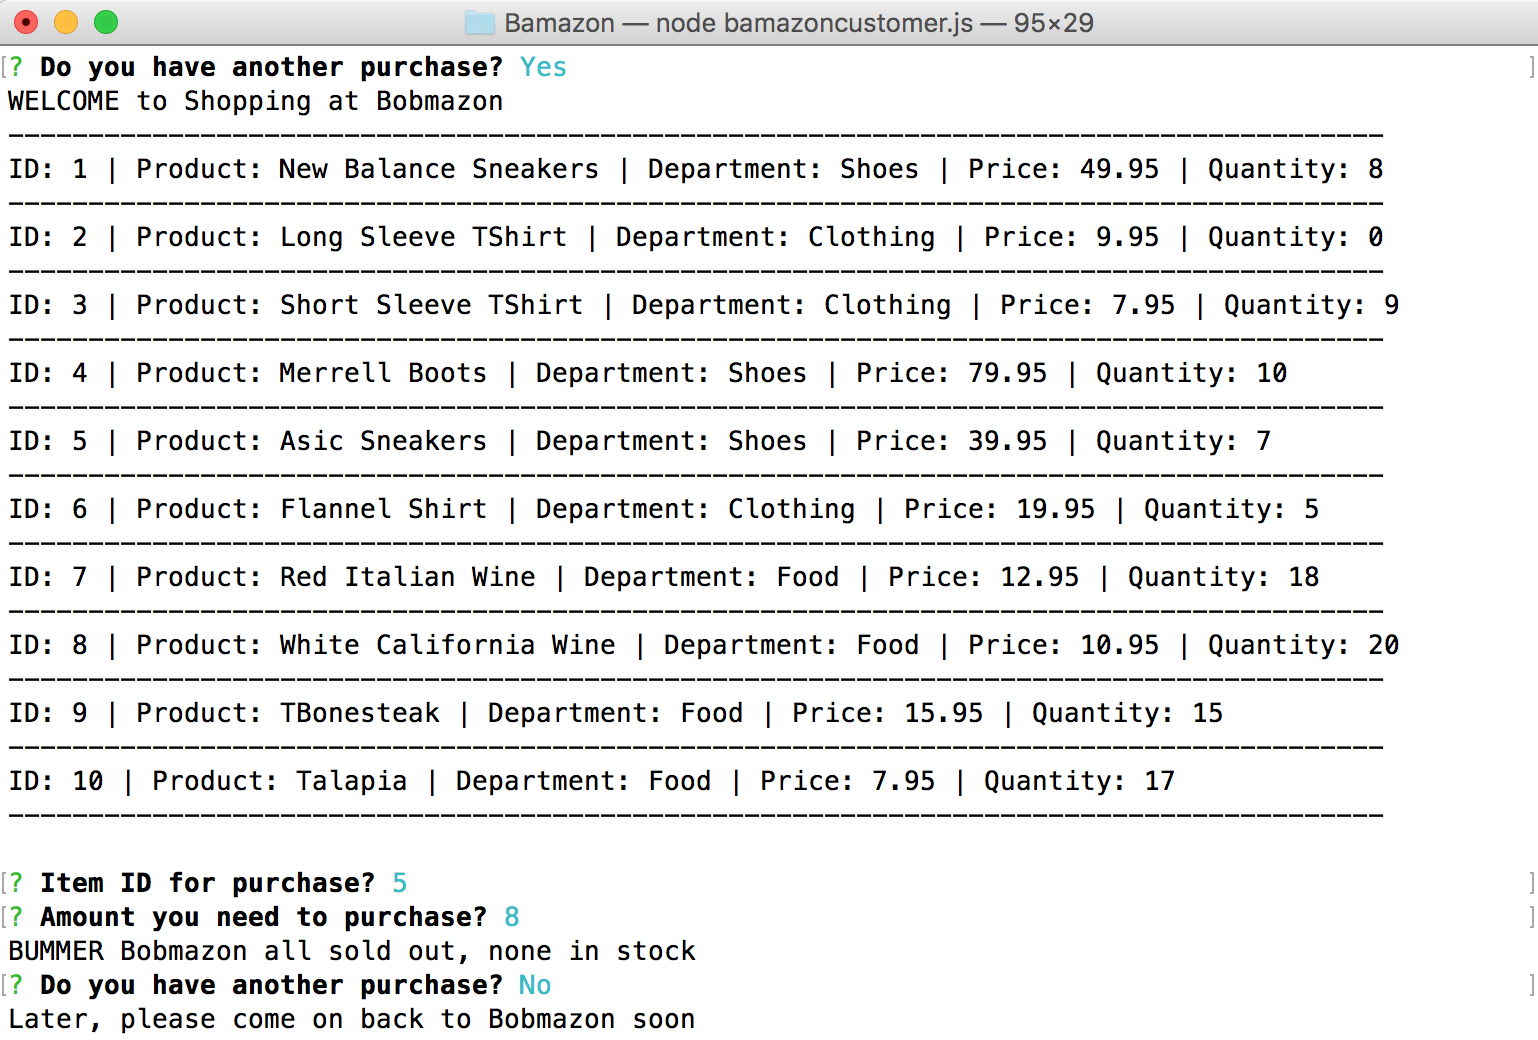 Bamazon — node bamazoncustomer.js — 95×29
[? Do you have another purchase? Yes ]
WELCOME to Shopping at Bobmazon
--------------------------------------------------------------------------------------
ID: 1 | Product: New Balance Sneakers | Department: Shoes | Price: 49.95 | Quantity: 8
--------------------------------------------------------------------------------------
ID: 2 | Product: Long Sleeve TShirt | Department: Clothing | Price: 9.95 | Quantity: 0
--------------------------------------------------------------------------------------
ID: 3 | Product: Short Sleeve TShirt | Department: Clothing | Price: 7.95 | Quantity: 9
--------------------------------------------------------------------------------------
ID: 4 | Product: Merrell Boots | Department: Shoes | Price: 79.95 | Quantity: 10
--------------------------------------------------------------------------------------
ID: 5 | Product: Asic Sneakers | Department: Shoes | Price: 39.95 | Quantity: 7
--------------------------------------------------------------------------------------
ID: 6 | Product: Flannel Shirt | Department: Clothing | Price: 19.95 | Quantity: 5
--------------------------------------------------------------------------------------
ID: 7 | Product: Red Italian Wine | Department: Food | Price: 12.95 | Quantity: 18
--------------------------------------------------------------------------------------
ID: 8 | Product: White California Wine | Department: Food | Price: 10.95 | Quantity: 20
--------------------------------------------------------------------------------------
ID: 9 | Product: TBonesteak | Department: Food | Price: 15.95 | Quantity: 15
--------------------------------------------------------------------------------------
ID: 10 | Product: Talapia | Department: Food | Price: 7.95 | Quantity: 17
--------------------------------------------------------------------------------------
[? Item ID for purchase? 5 ]
[? Amount you need to purchase? 8 ]
BUMMER Bobmazon all sold out, none in stock
[? Do you have another purchase? No ]
Later, please come on back to Bobmazon soon